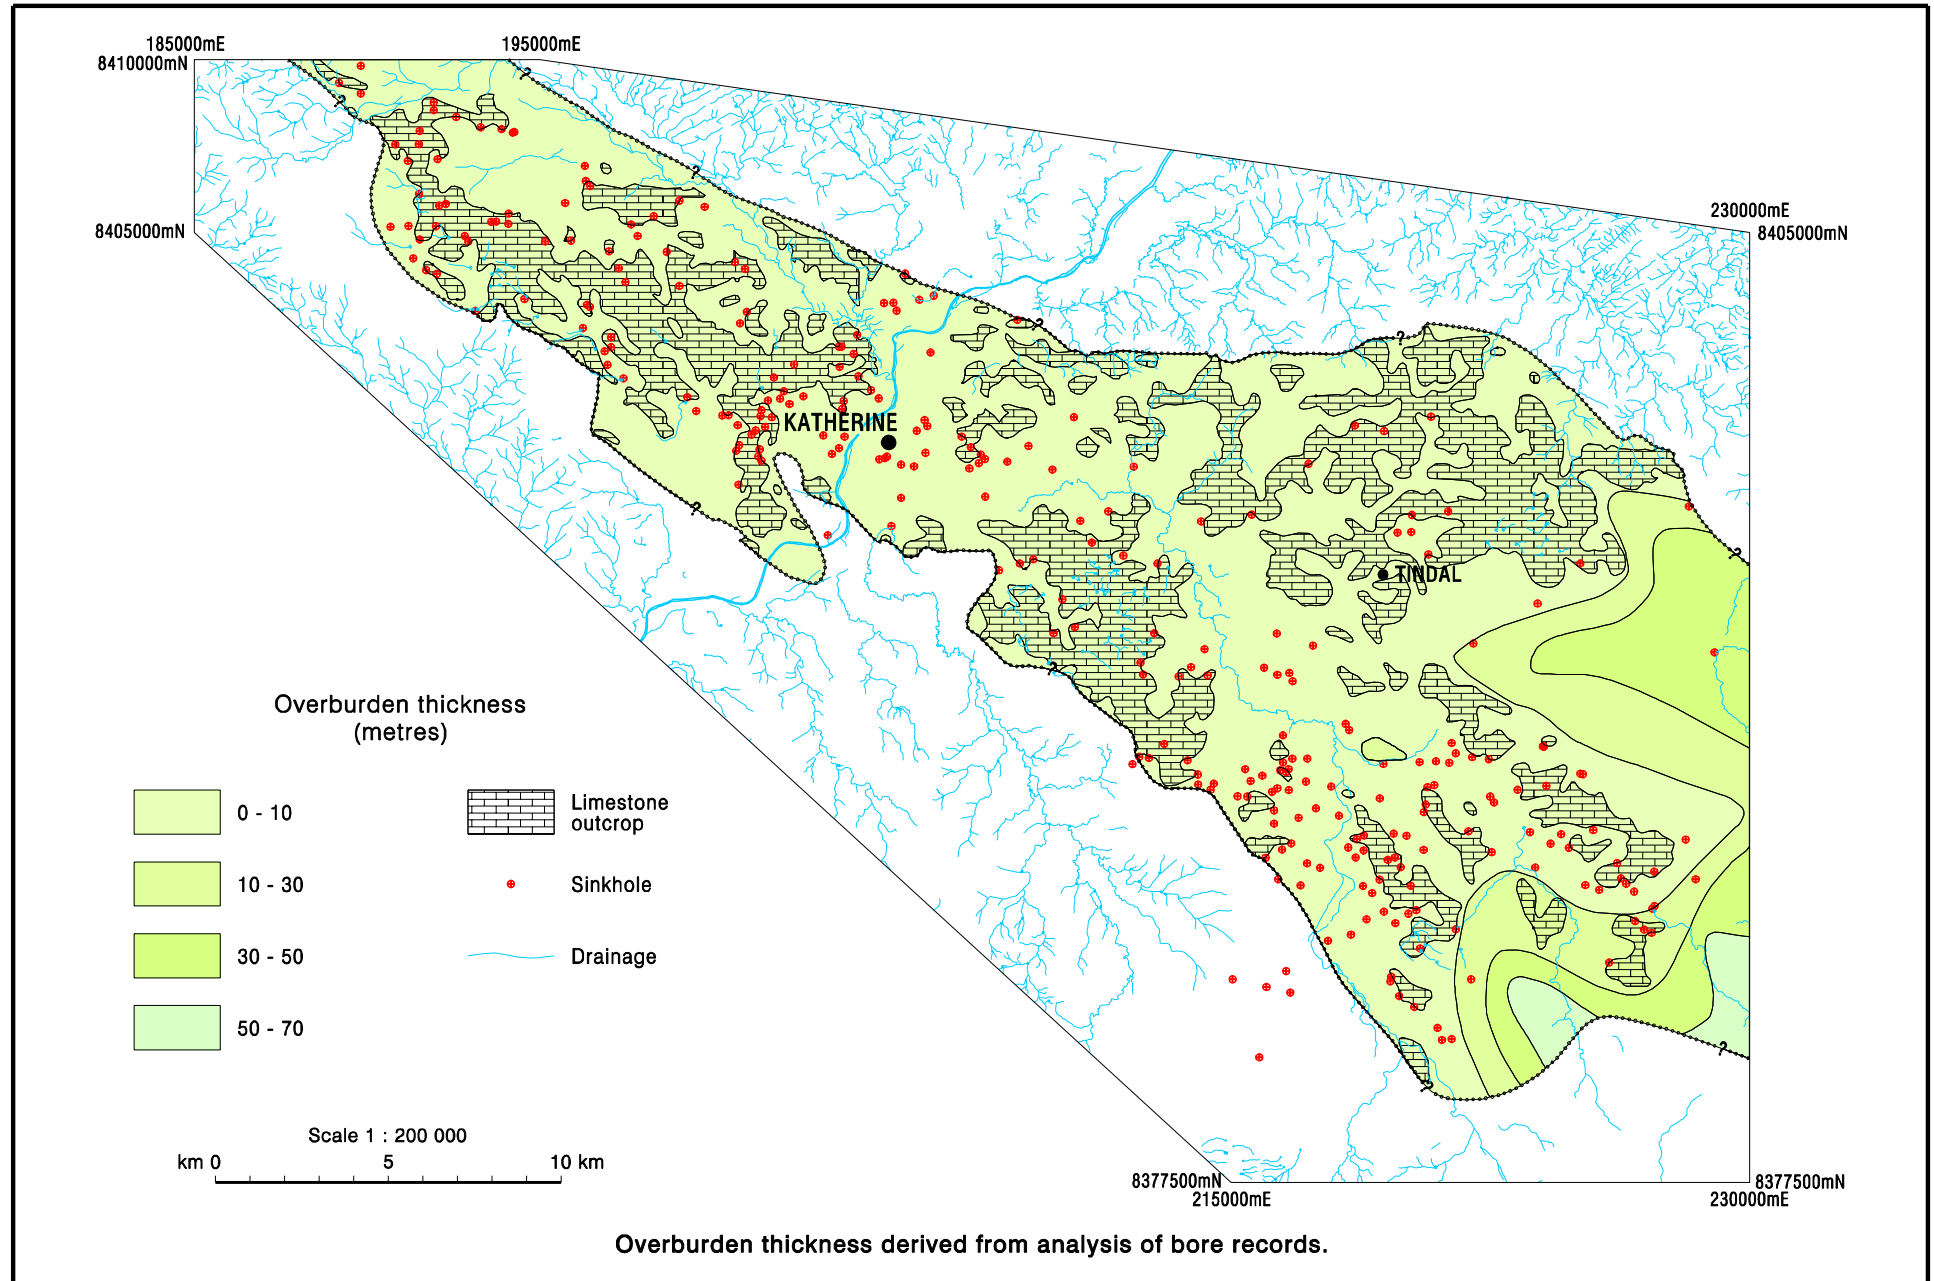 185000mE
195000mE
8410000mN
230000mE
8405000mN
8405000mN
?
?
?
?
?
KATHERINE
?
TINDAL
?
?
Overburden thickness
(metres)
0 - 10
Limestone
outcrop
10 - 30
Sinkhole
30 - 50
Drainage
50 - 70
?
?
Scale 1 : 200 000
km 0 5 10 km
8377500mN
8377500mN
215000mE
230000mE
Overburden thickness derived from analysis of bore records.